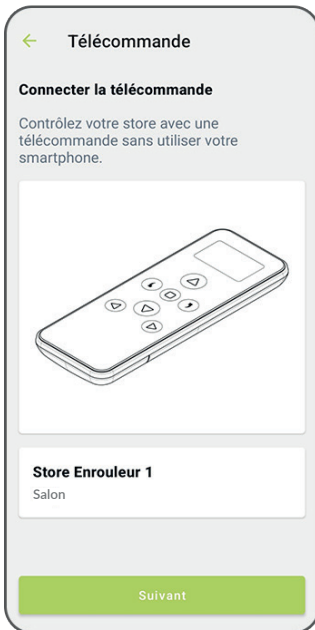 Télécommande
Connecter la télécommande
Contrôlez votre store avec une
télécommande sans utiliser votre
smartphone.
Store Enrouleur 1
Salon
Suivant